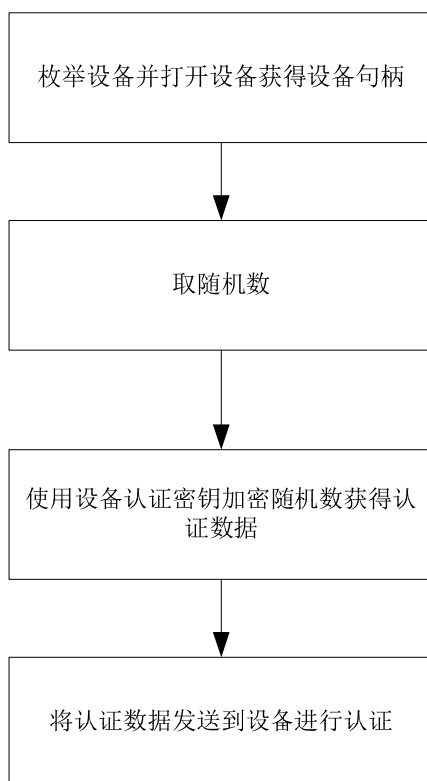 枚举设备并打开设备获得设备句柄
取随机数
使用设备认证密钥加密随机数获得认
证数据
将认证数据发送到设备进行认证